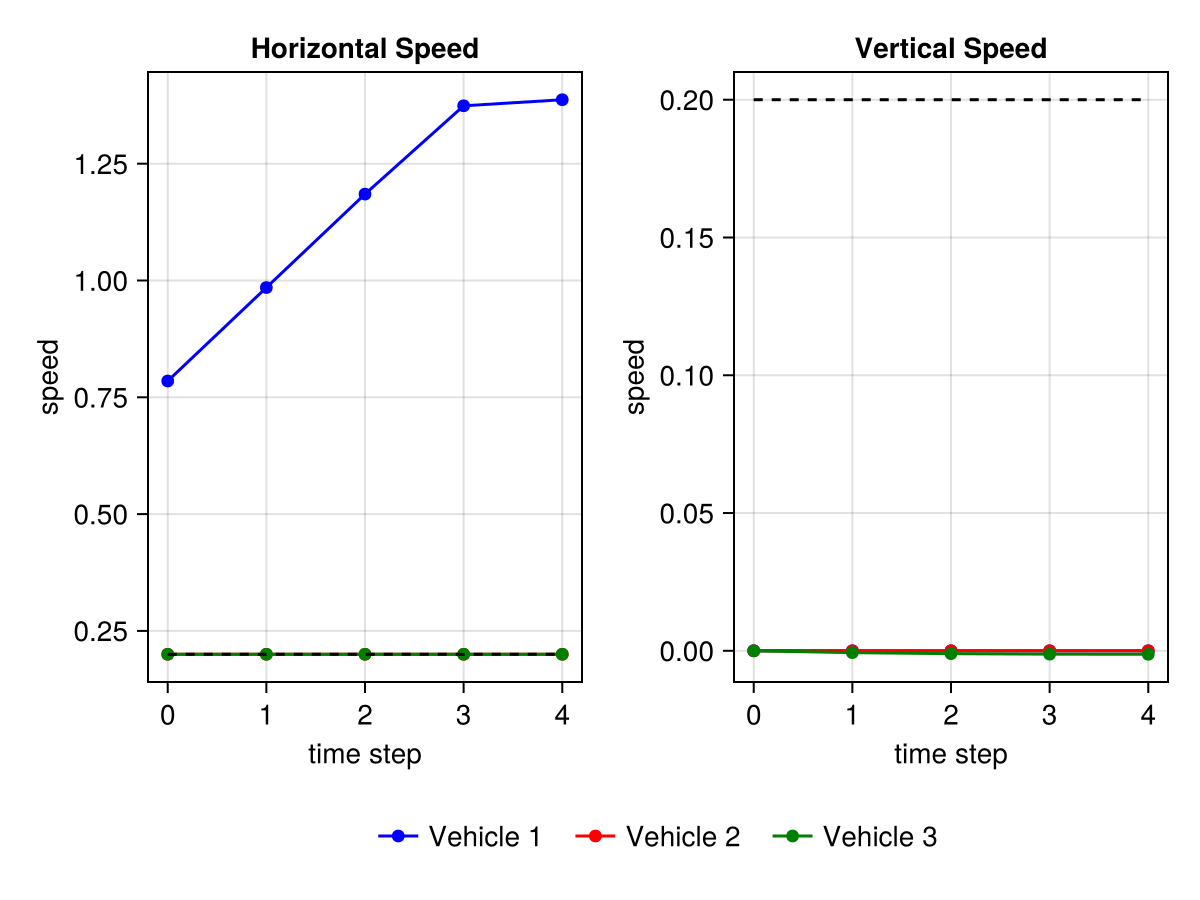 Horizontal Speed
speed
1.25
1.00
0.75
0.50
0.25
0 1 2 3 4
time step
Vertical Speed
speed
0.20
0.15
0.10
0.05
0.00
0 1 2 3 4
time step
Vehicle 1 Vehicle 2 Vehicle 3